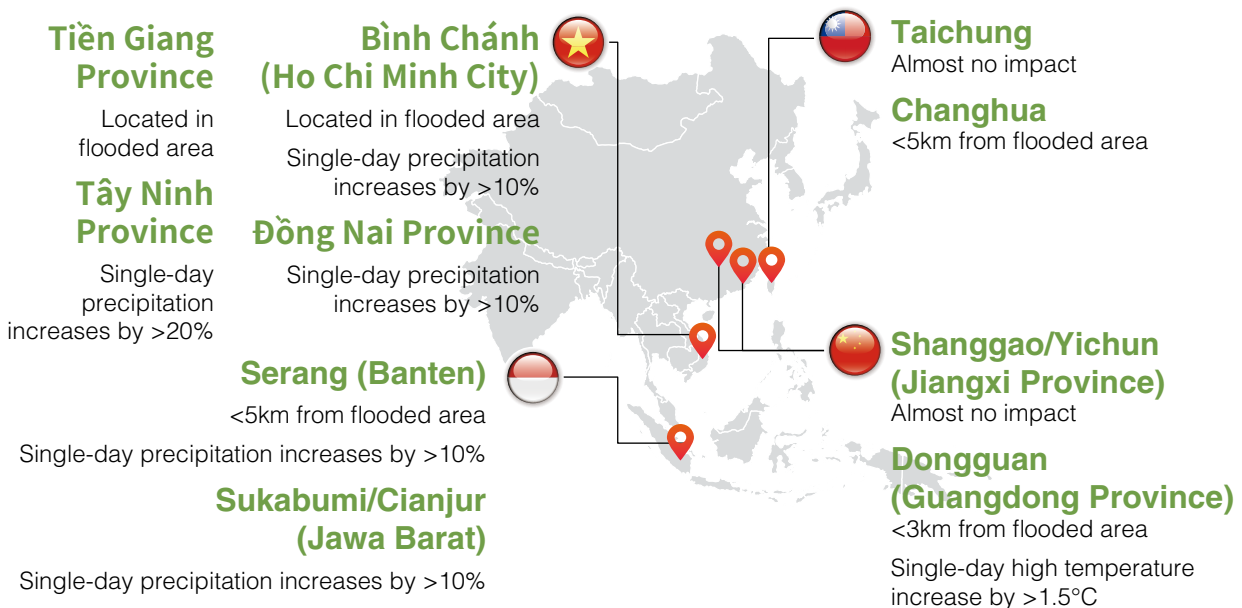 Tiền Giang
Province
Located in
flooded area
Tây Ninh
Province
Single-day
precipitation
increases by >20%
Bình Chánh
(Ho Chi Minh City)
Located in flooded area
Single-day precipitation
increases by >10%
Đồng Nai Province
Single-day precipitation
increases by >10%
Serang (Banten)
<5km from flooded area
Single-day precipitation increases by >10%
Sukabumi/Cianjur
(Jawa Barat)
Single-day precipitation increases by >10%
Taichung
Almost no impact
Changhua
<5km from flooded area
Shanggao/Yichun
(Jiangxi Province)
Almost no impact
Dongguan
(Guangdong Province)
<3km from flooded area
Single-day high temperature
increase by >1.5°C